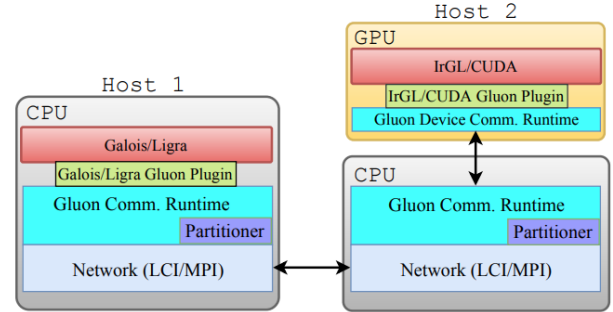 Host 1
CPU
Galois/Ligra
Galois/Ligra Gluon Plugin
Gluon Comm. Runtime
Partitioner
Network (LCI/MPI)
Host 2
GPU
IrGL/CUDA
IrGL/CUDA Gluon Plugin
Gluon Device Comm. Runtime
CPU
Gluon Comm. Runtime
Partitioner
Network (LCI/MPI)